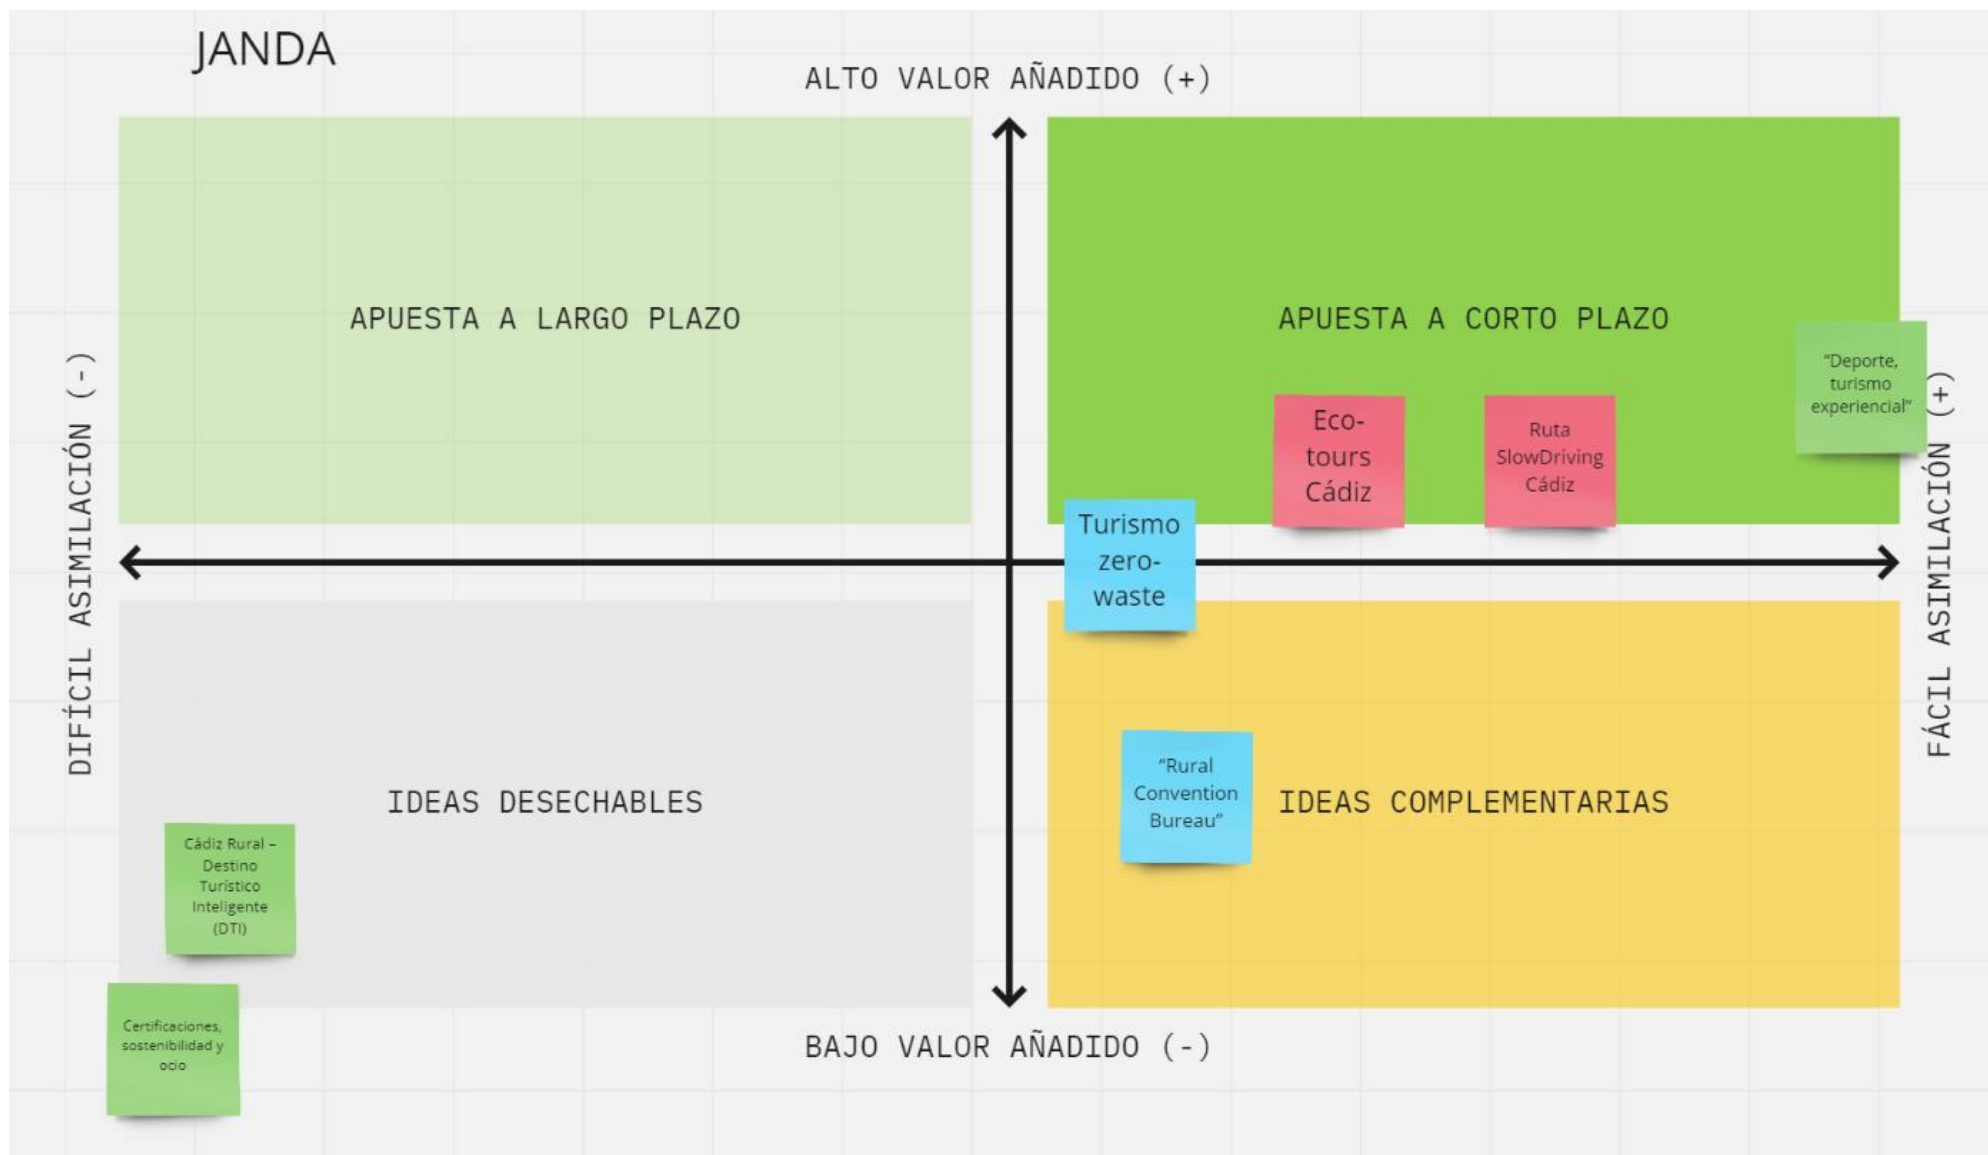 JANDA
ALTO VALOR AÑADIDO (+)
APUESTA A LARGO PLAZO
APUESTA A CORTO PLAZO
“Deporte,
turismo
experiencial”
Eco-
tours
Cádiz
Ruta
SlowDriving
Cádiz
DIFÍCIL ASIMILACIÓN (-)
FÁCIL ASIMILACIÓN (+)
Turismo
zero-
waste
IDEAS DESECHABLES
“Rural
Convention
Bureau”
IDEAS COMPLEMENTARIAS
Cádiz Rural –
Destino
Turístico
Inteligente
(DTI)
Certificaciones,
sostenibilidad y
ocio
BAJO VALOR AÑADIDO (-)